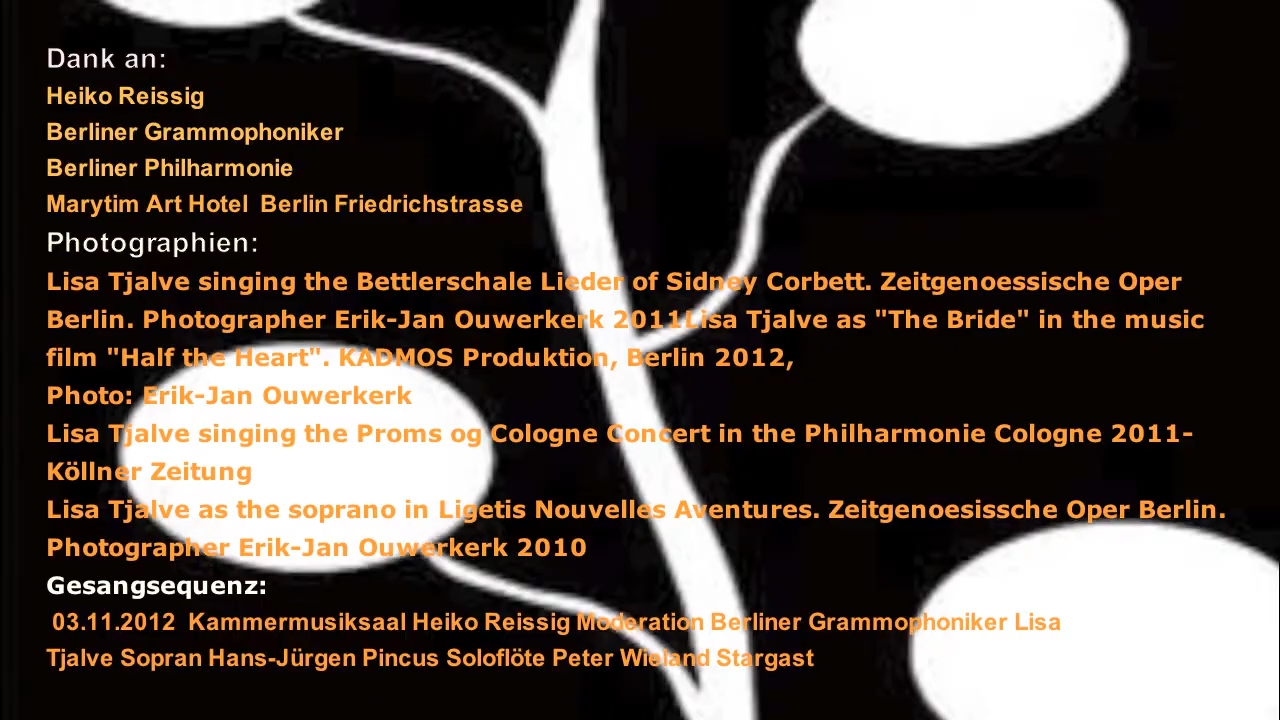 Dank an:
Heiko Reissig
Berliner Grammophoniker
Berliner Philharmonie
Marytim Art Hotel  Berlin Friedrichstrasse
Photographien:
Lisa Tjalve singing the Bettlerschale Lieder of Sidney Corbett. Zeitgenoessische Oper
Berlin. Photographer Erik-Jan Ouwerkerk 2011Lisa Tjalve as "The Bride" in the music
film "Half the Heart". KADMOS Produktion, Berlin 2012,
Photo: Erik-Jan Ouwerkerk
Lisa Tjalve singing the Proms og Cologne Concert in the Philharmonie Cologne 2011-
Köllner Zeitung
Lisa Tjalve as the soprano in Ligetis Nouvelles Aventures. Zeitgenoesissche Oper Berlin.
Photographer Erik-Jan Ouwerkerk 2010
Gesangsequenz:
03.11.2012  Kammermusiksaal Heiko Reissig Moderation Berliner Grammophoniker Lisa
Tjalve Sopran Hans-Jürgen Pincus Soloflöte Peter Wieland Stargast